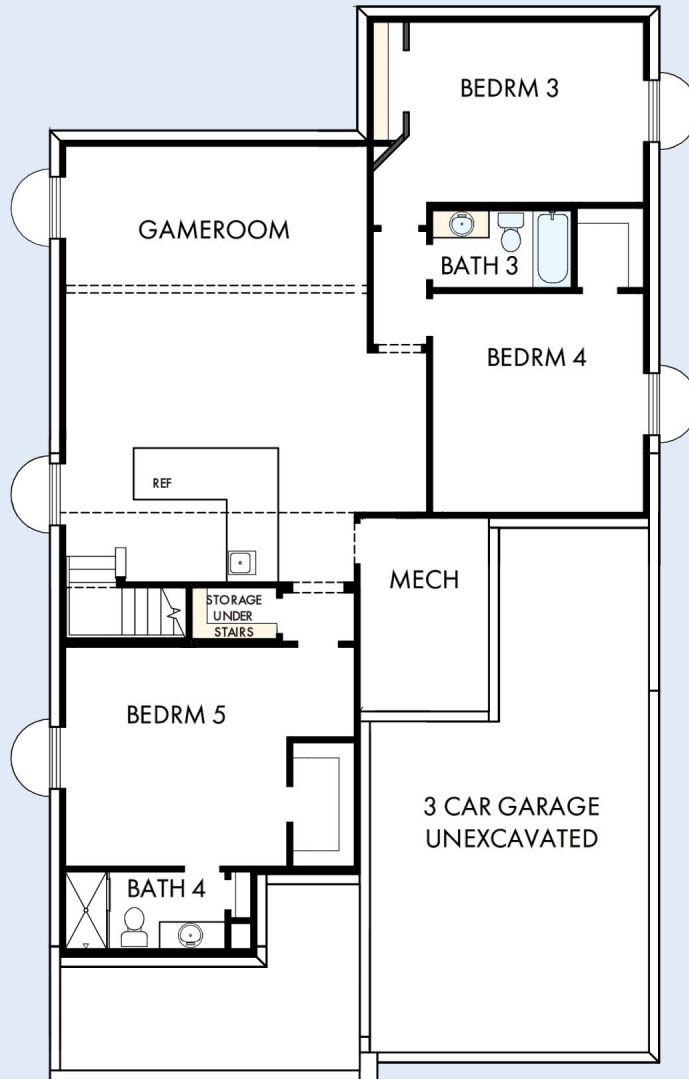 BEDRM 3
GAMEROOM
BATH 3
BEDRM 4
REF
MECH
STORAGE
UNDER
STAIRS
BEDRM 5
3 CAR GARAGE
UNEXCAVATED
BATH 4